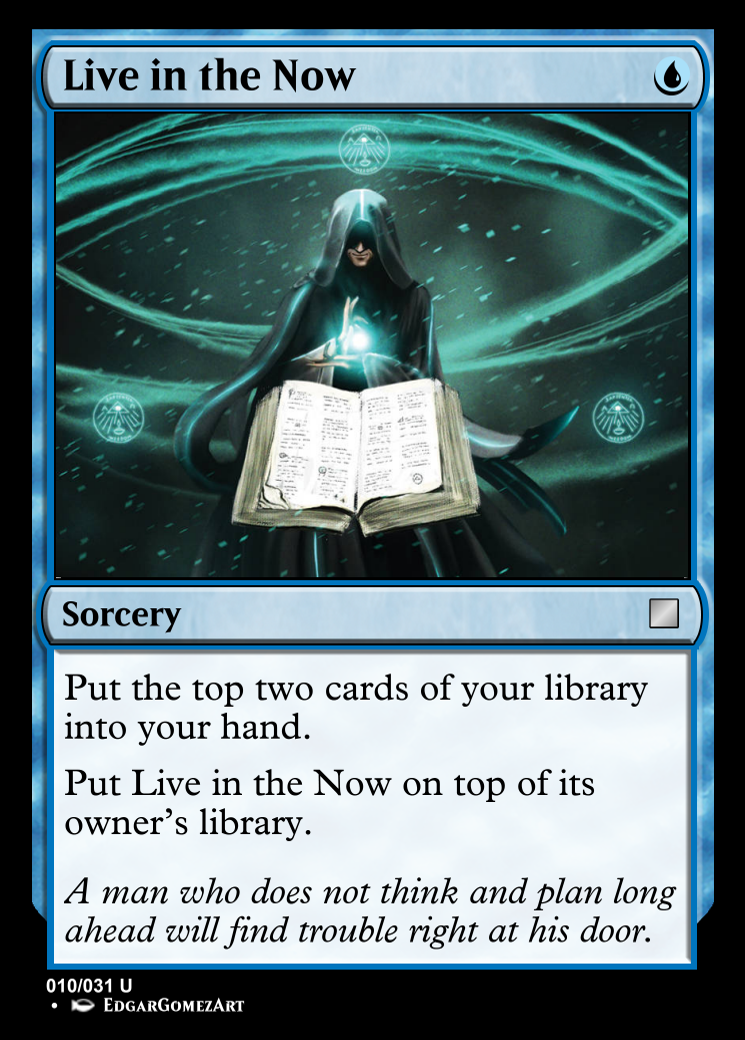 Live in the Now
Sorcery
Put the top two cards of your library
into your hand.
Put Live in the Now on top of its
owner's library.
A man who does not think and plan long
ahead will find trouble right at his door.
010/031 U
• EdgarGomezArt